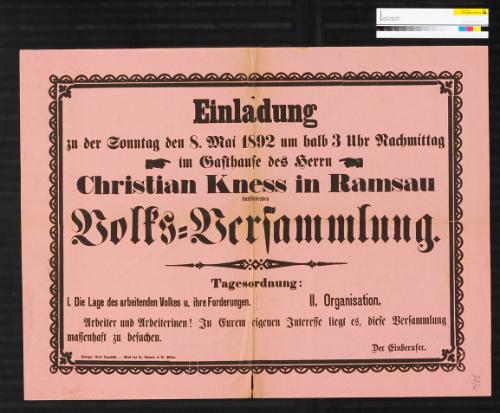 Einladung
zu der Sonntag den 8. Mai 1892 um halb 3 Uhr Nachmittag
im Gasthause des Herrn
Christian Kness in Ramsau
stattfindenden
Volks-Versammlung.
Tagesordnung:
I. Die Lage des arbeitenden Volkes u. ihre Forderungen. II. Organisation.
Arbeiter und Arbeiterinen! In Eurem eigenen Interesse liegt es, diese Versammlung
massenhaft zu besuchen.
Der Einberufer.